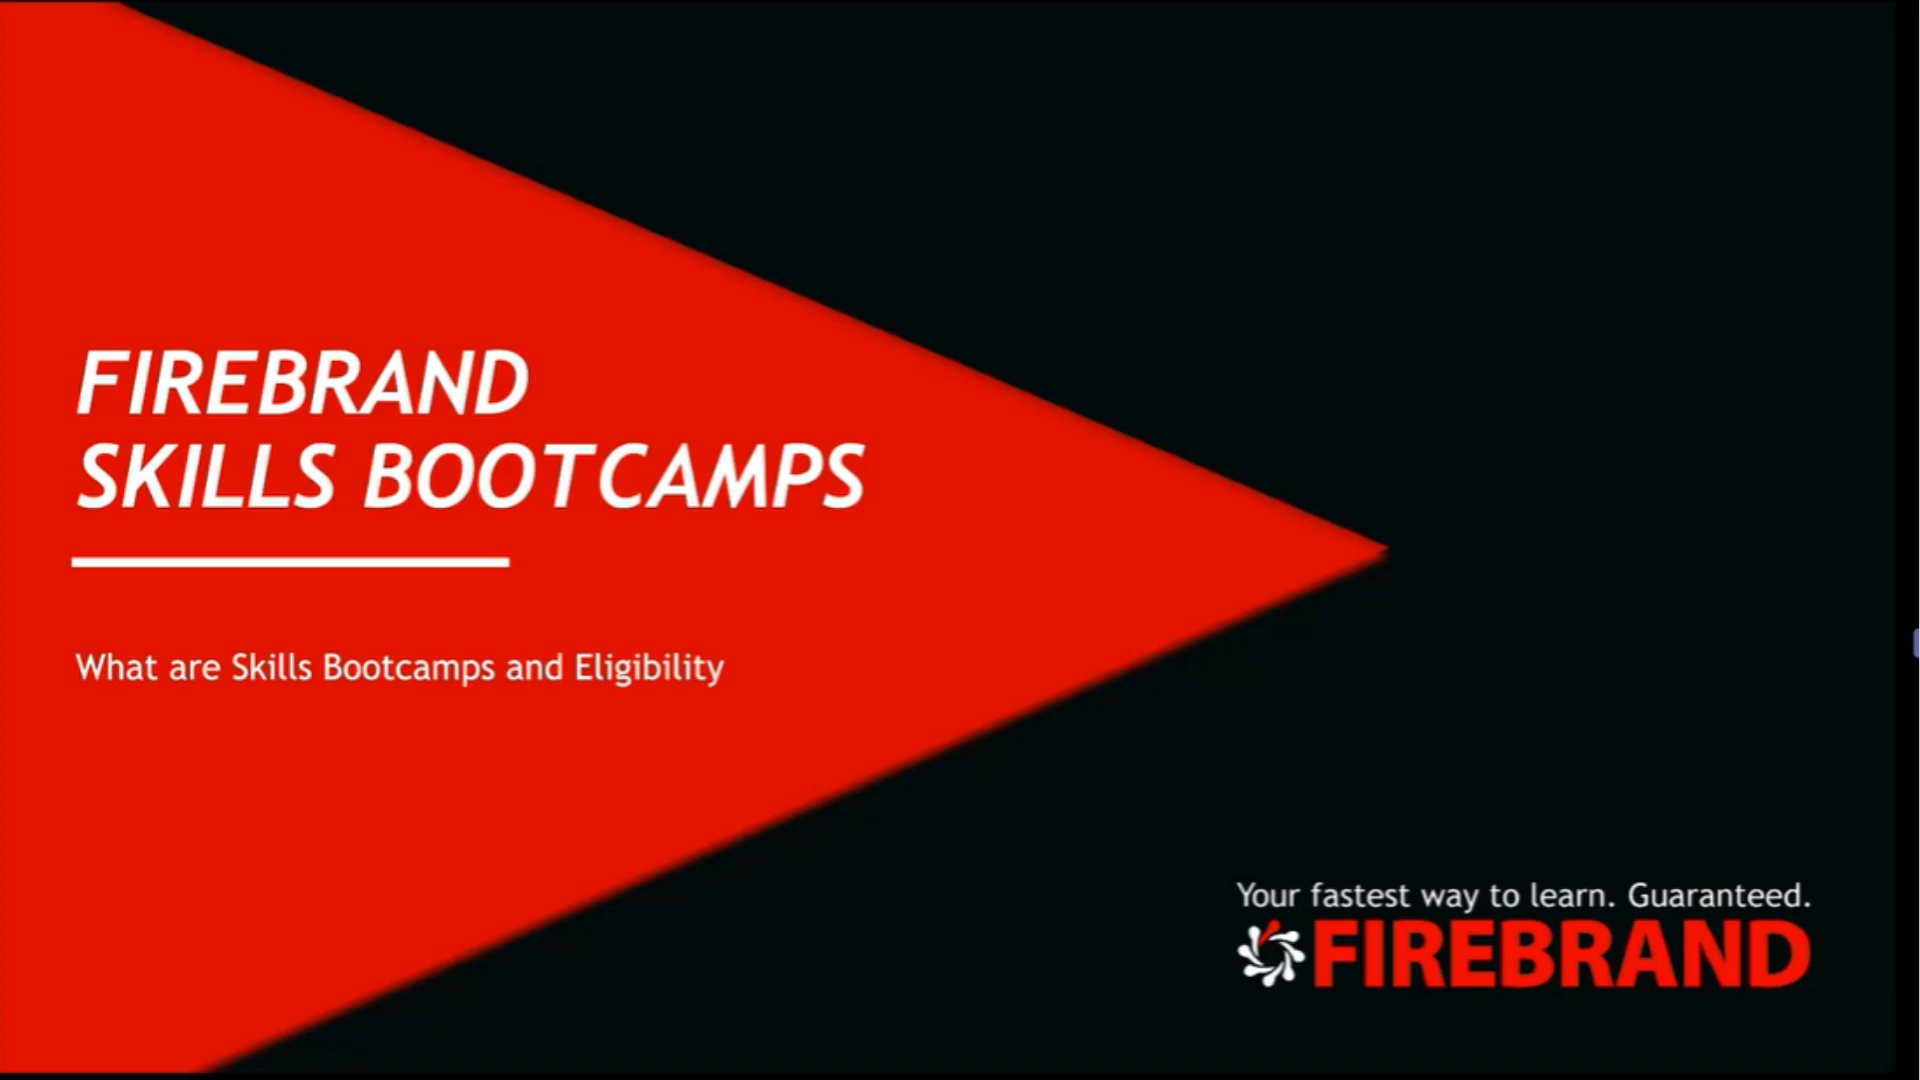 FIREBRAND
SKILLS BOOTCAMPS
What are Skills Bootcamps and Eligibility
Your fastest way to learn. Guaranteed.
FIREBRAND